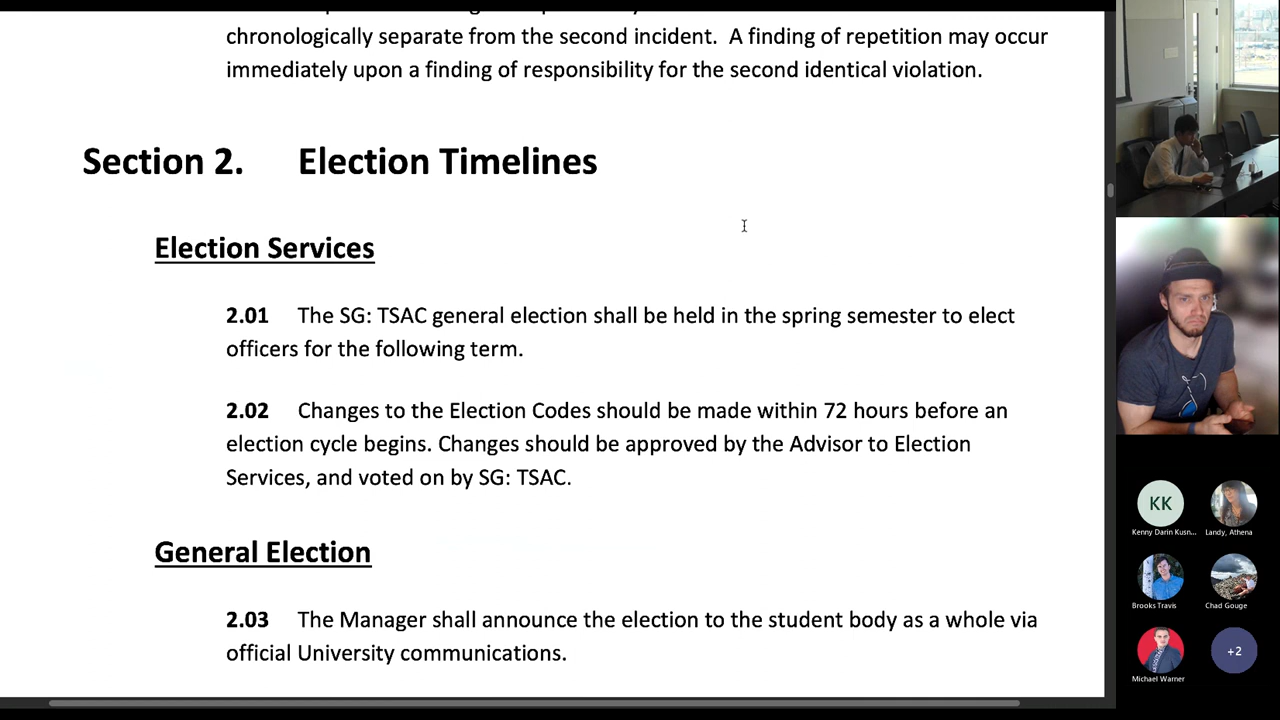 chronologically separate from the second incident.  A finding of repetition may occur
immediately upon a finding of responsibility for the second identical violation.
Section 2. Election Timelines
Election Services
2.01 The SG: TSAC general election shall be held in the spring semester to elect
officers for the following term.
2.02 Changes to the Election Codes should be made within 72 hours before an
election cycle begins. Changes should be approved by the Advisor to Election
Services, and voted on by SG: TSAC.
General Election
2.03 The Manager shall announce the election to the student body as a whole via
official University communications.
KK
Kenny Darin Kusn...
Landy, Athena
Brooks Travis
Chad Gouge
Michael Warner
+2